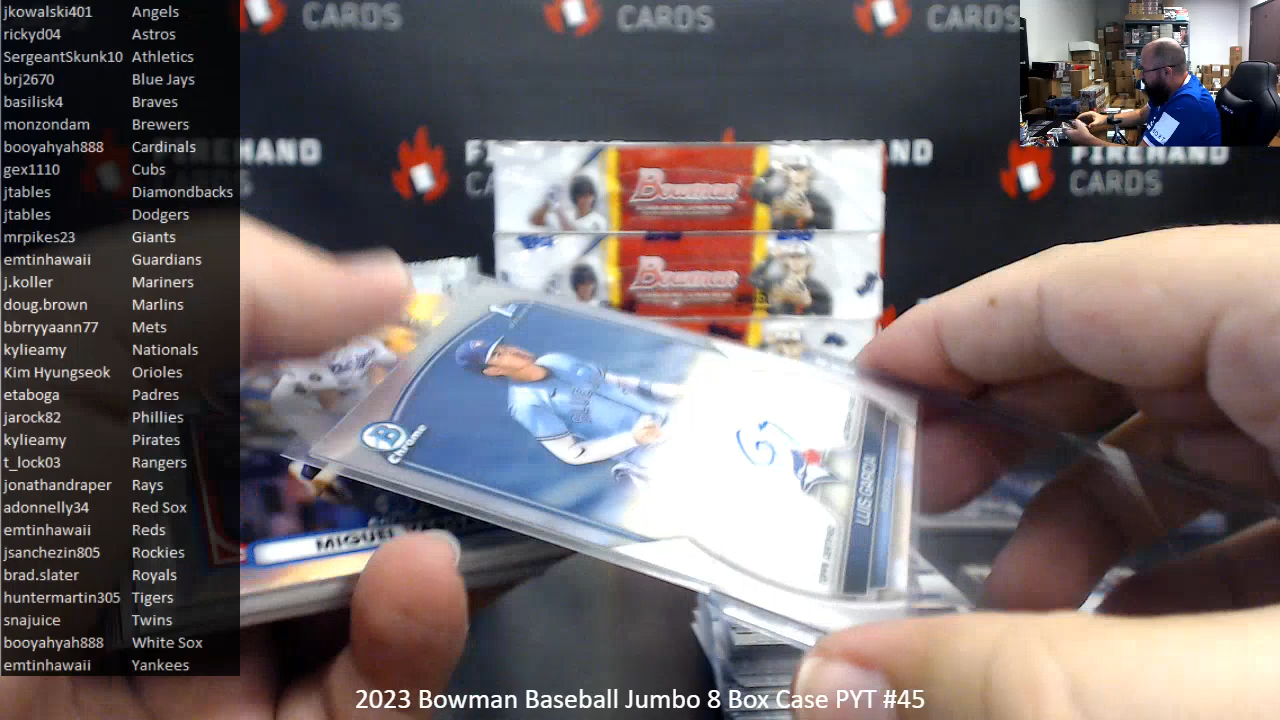 jkowalski401 Angels
rickyd04 Astros
SergeantSkunk10 Athletics
brj2670 Blue Jays
basilisk4 Braves
monzondam Brewers
booyahyah888 Cardinals
gex1110 Cubs
jtables Diamondbacks
jtables Dodgers
mrpikes23 Giants
emtinhawaii Guardians
j.koller Mariners
doug.brown Marlins
bbrryyaann77 Mets
kylieamy Nationals
Kim Hyungseok Orioles
etaboga Padres
jarock82 Phillies
kylieamy Pirates
t_lock03 Rangers
jonathandraper Rays
adonnelly34 Red Sox
emtinhawaii Reds
jsanchezin805 Rockies
brad.slater Royals
huntermartin305 Tigers
snajuice Twins
booyahyah888 White Sox
emtinhawaii Yankees
CARDS
CARDS
CARDS
FIREHAND
CARDS
Bowman
Bowman
B
Chrome
LUIS GARCIA
MIGUEL
2023 Bowman Baseball Jumbo 8 Box Case PYT #45